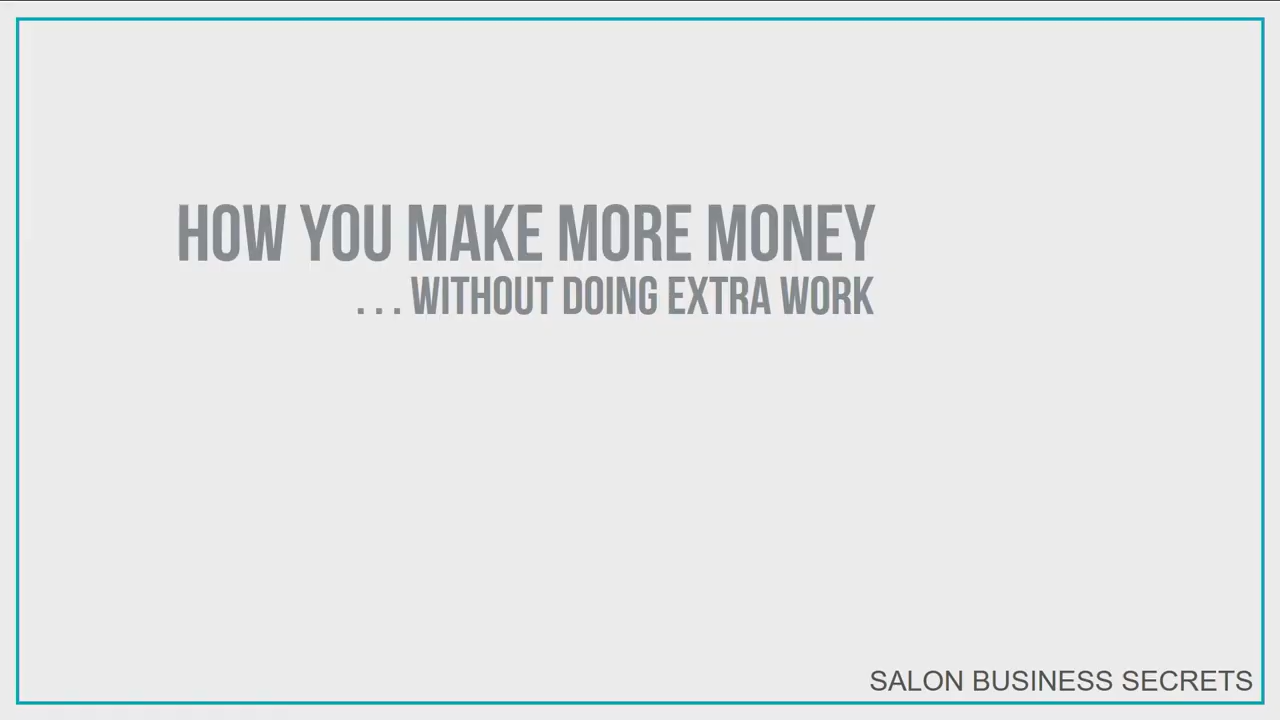 HOW YOU MAKE MORE MONEY
. . . WITHOUT DOING EXTRA WORK
SALON BUSINESS SECRETS